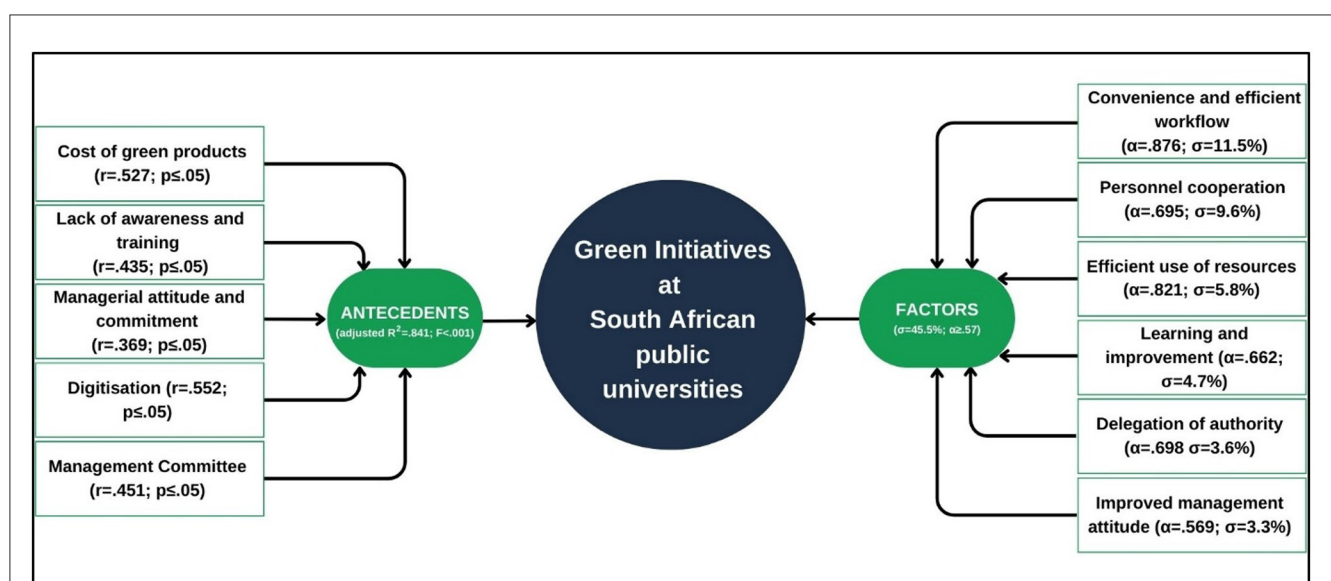 Cost of green products
(r=.527; p≤.05)
Lack of awareness and
training
(r=.435; p≤.05)
Managerial attitude and
commitment
(r=.369; p≤.05)
Digitisation (r=.552;
p≤.05)
Management Committee
(r=.451; p≤.05)
ANTECEDENTS
(adjusted R²=.841; F<.001)
Green Initiatives
at
South African
public
universities
FACTORS
(σ=45.5%; α≥.57)
Convenience and efficient
workflow
(α=.876; σ=11.5%)
Personnel cooperation
(α=.695; σ=9.6%)
Efficient use of resources
(α=.821; σ=5.8%)
Learning and
improvement (α=.662;
σ=4.7%)
Delegation of authority
(α=.698 σ=3.6%)
Improved management
attitude (α=.569; σ=3.3%)